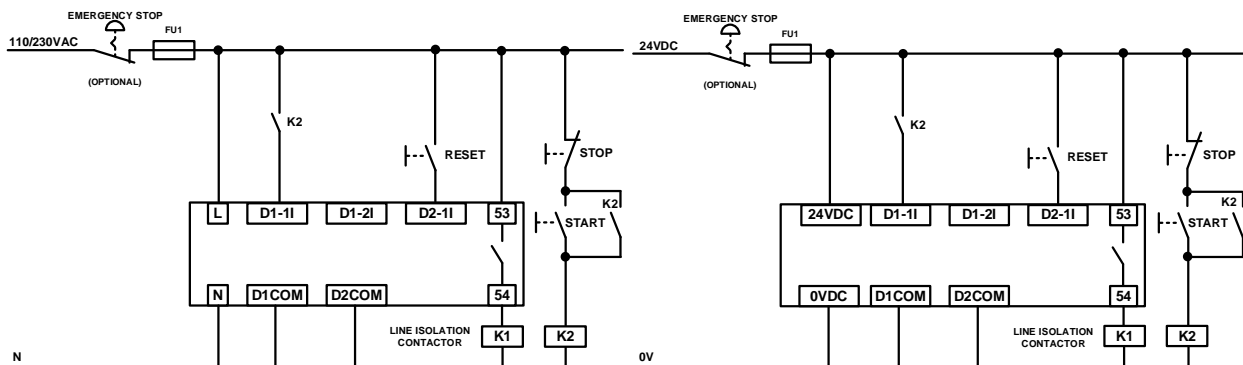 EMERGENCY STOP
FU1
110/230VAC
(OPTIONAL)
K2
RESET
STOP
L
D1-1I
D1-2I
D2-1I
53
K2
START
N
D1COM
D2COM
54
LINE ISOLATION
CONTACTOR
K1
K2
N
EMERGENCY STOP
FU1
24VDC
(OPTIONAL)
K2
RESET
STOP
24VDC
D1-1I
D1-2I
D2-1I
53
K2
START
0VDC
D1COM
D2COM
54
LINE ISOLATION
CONTACTOR
K1
K2
0V